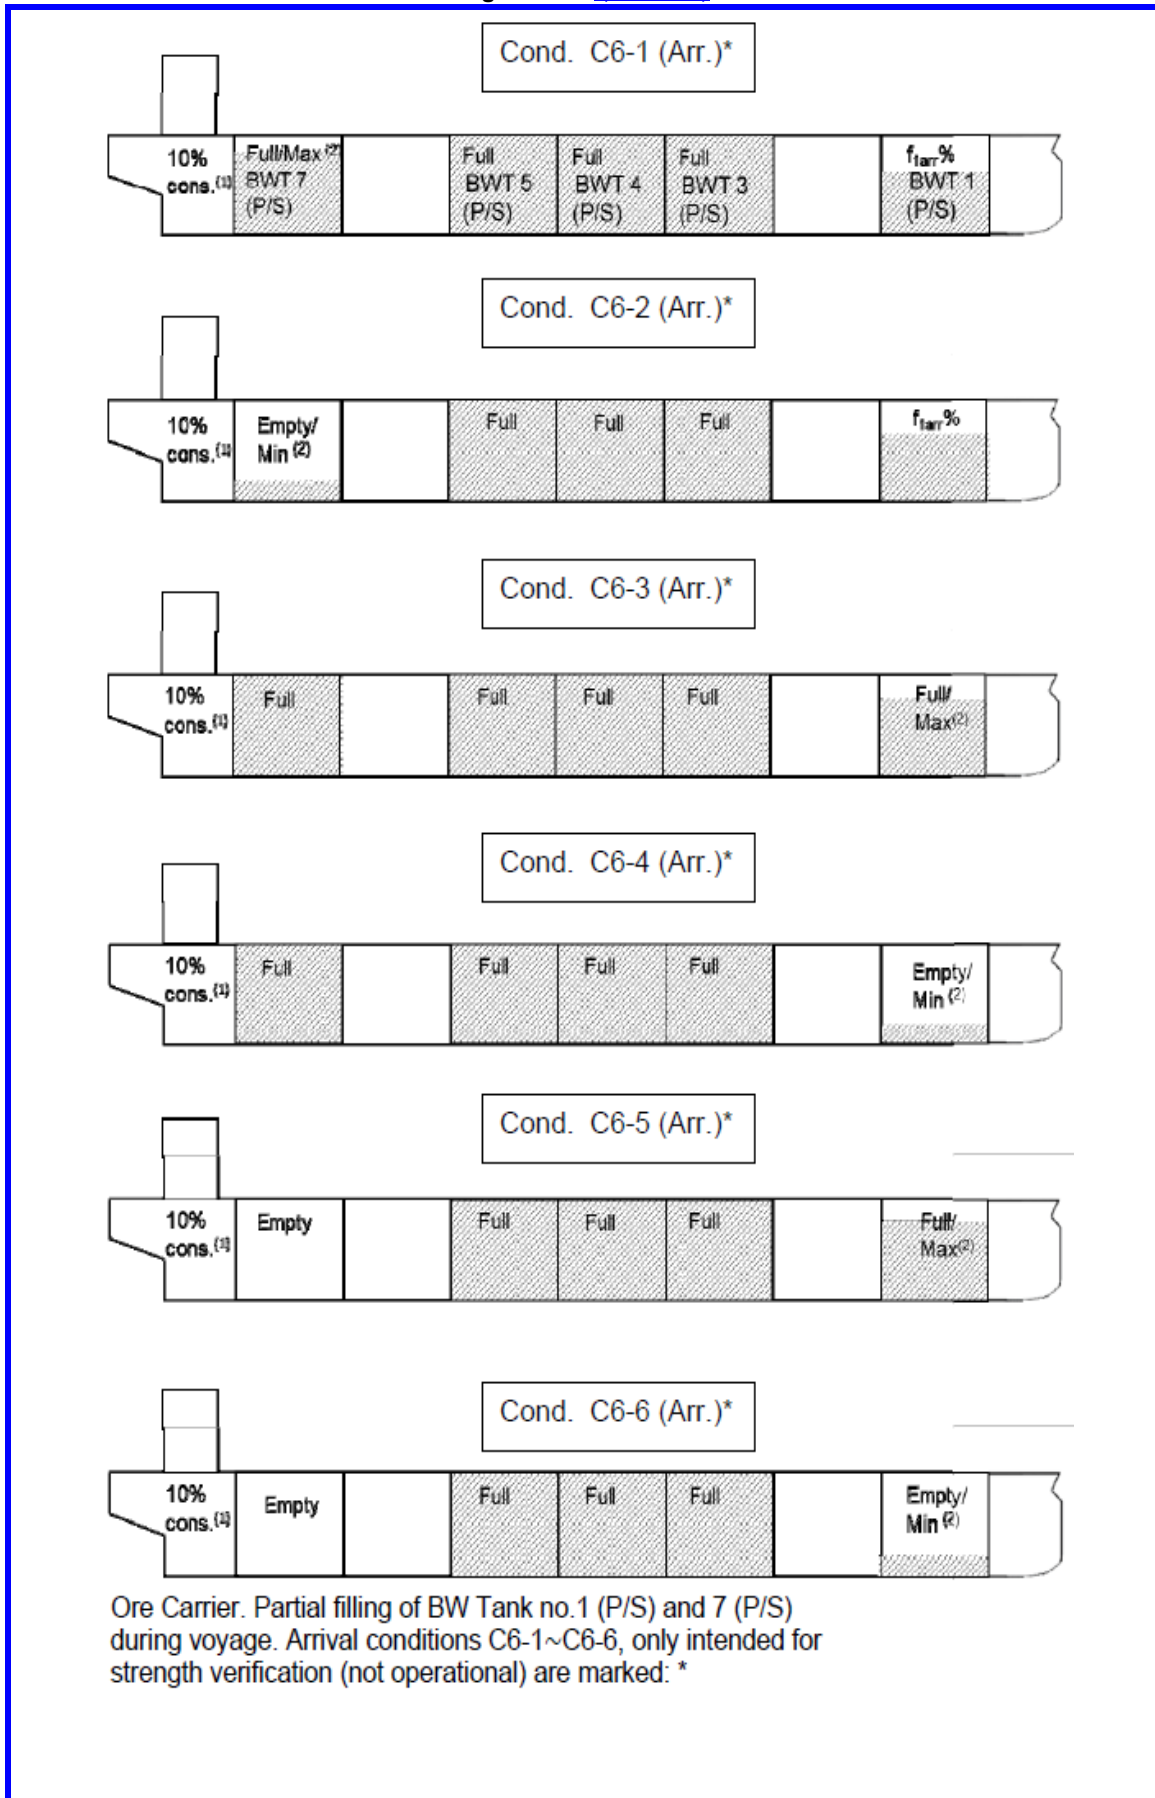 Cond. C6-1 (Arr.)*
10%
cons.(1)
Full/Max (2)
BWT 7
(P/S)
Full
BWT 5
(P/S)
Full
BWT 4
(P/S)
Full
BWT 3
(P/S)
f1arr%
BWT 1
(P/S)
Cond. C6-2 (Arr.)*
10%
cons.(1)
Empty/
Min (2)
Full
Full
Full
f1arr%
Cond. C6-3 (Arr.)*
10%
cons.(1)
Full
Full
Full
Full
Full/
Max(2)
Cond. C6-4 (Arr.)*
10%
cons.(1)
Full
Full
Full
Full
Empty/
Min (2)
Cond. C6-5 (Arr.)*
10%
cons.(1)
Empty
Full
Full
Full
Full/
Max(2)
Cond. C6-6 (Arr.)*
10%
cons.(1)
Empty
Full
Full
Full
Empty/
Min (2)
Ore Carrier. Partial filling of BW Tank no.1 (P/S) and 7 (P/S)
during voyage. Arrival conditions C6-1~C6-6, only intended for
strength verification (not operational) are marked: *